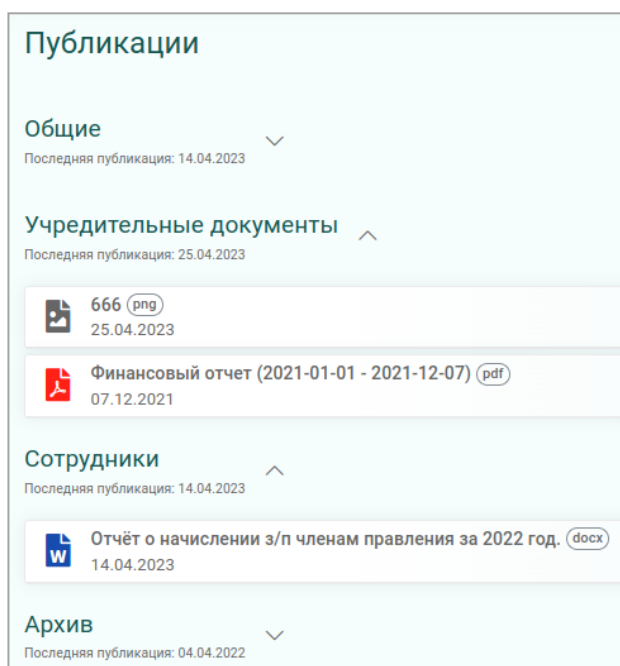 Публикации
Общие
Последняя публикация: 14.04.2023
Учредительные документы
Последняя публикация: 25.04.2023
666 png
25.04.2023
Финансовый отчет (2021-01-01 - 2021-12-07) pdf
07.12.2021
Сотрудники
Последняя публикация: 14.04.2023
Отчёт о начислении з/п членам правления за 2022 год. docx
W
14.04.2023
Архив
Последняя публикация: 04.04.2022